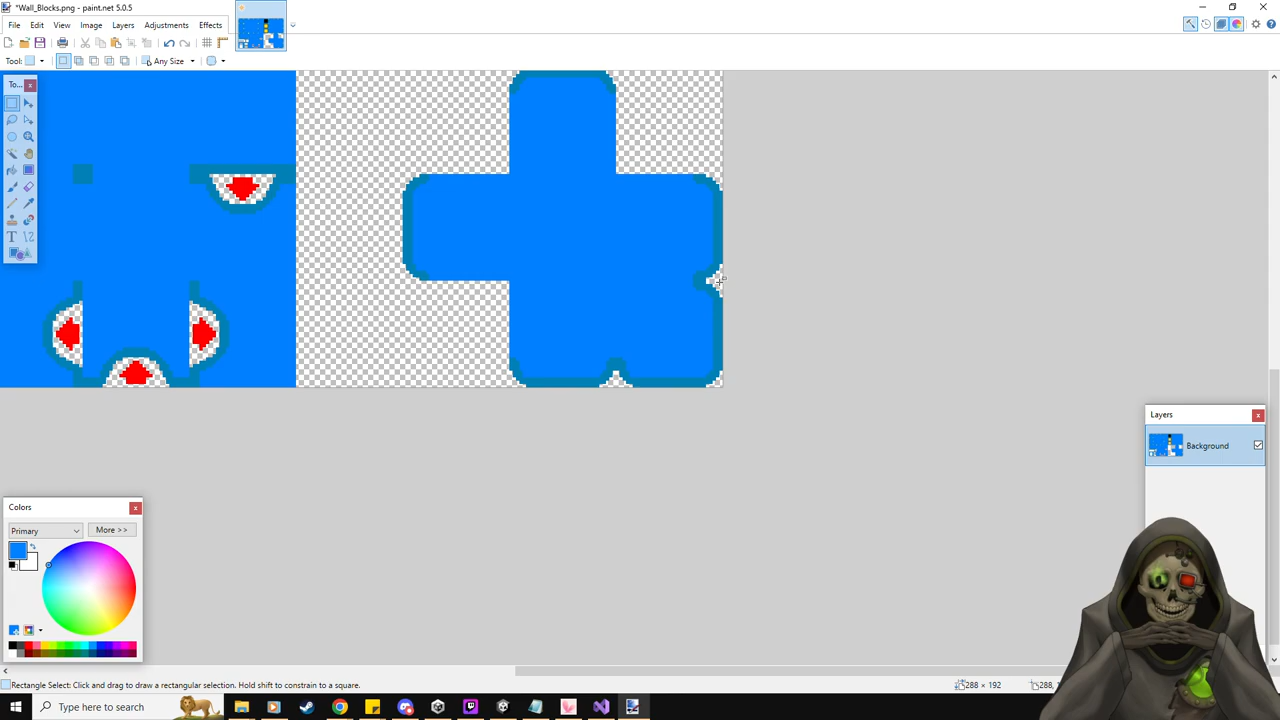 *Wall_Blocks.png - paint.net 5.0.5
File Edit View Image Layers Adjustments Effects
Tool: Any Size
To...
Layers
Background
Colors
Primary More >>
Rectangle Select: Click and drag to draw a rectangular selection. Hold shift to constrain to a square.
288 × 192
288,
Type here to search